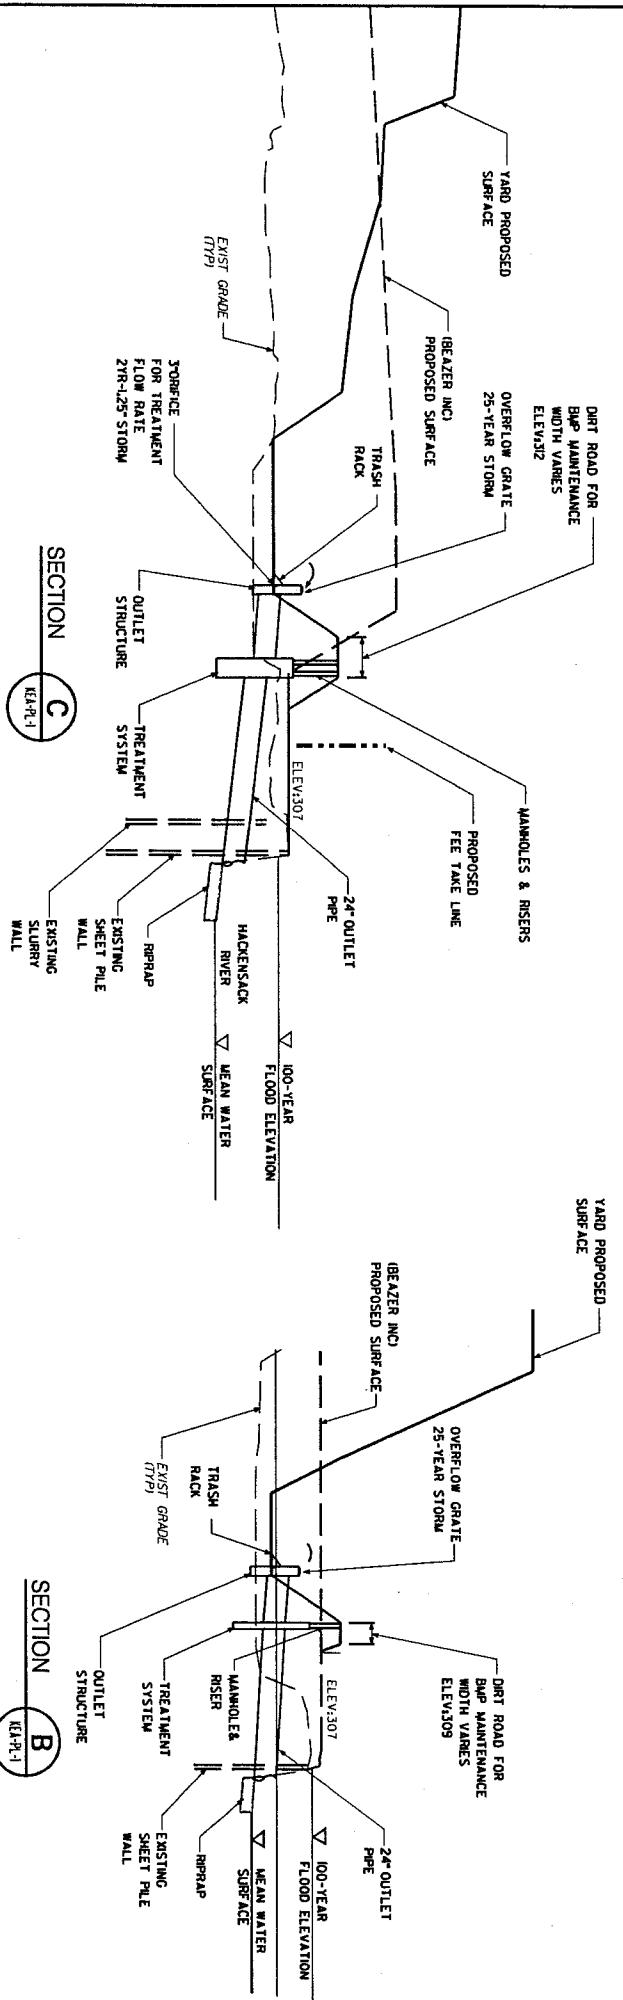 YARD PROPOSED
SURFACE
(BEAZER INC)
PROPOSED SURFACE
OVERFLOW GRATE
25-YEAR STORM
DIRT ROAD FOR
BMP MAINTENANCE
WIDTH VARIES
ELEV:312
TRASH
RACK
EXIST GRADE
(TYP)
3"ORIFICE
FOR TREATMENT
FLOW RATE
2YR-1.25" STORM
OUTLET
STRUCTURE
TREATMENT
SYSTEM
MANHOLES & RISERS
PROPOSED
FEE TAKE LINE
ELEV:307
24" OUTLET
PIPE
EXISTING
SLURRY
WALL
EXISTING
SHEET PILE
WALL
RIPRAP
HACKENSACK
RIVER
100-YEAR
FLOOD ELEVATION
MEAN WATER
SURFACE
SECTION
C
KEA-PL-1
YARD PROPOSED
SURFACE
(BEAZER INC)
PROPOSED SURFACE
OVERFLOW GRATE
25-YEAR STORM
DIRT ROAD FOR
BMP MAINTENANCE
WIDTH VARIES
ELEV:309
EXIST GRADE
(TYP)
TRASH
RACK
OUTLET
STRUCTURE
TREATMENT
SYSTEM
MANHOLE&
RISER
ELEV:307
24" OUTLET
PIPE
EXISTING
SHEET PILE
WALL
RIPRAP
100-YEAR
FLOOD ELEVATION
MEAN WATER
SURFACE
SECTION
B
KEA-PL-1